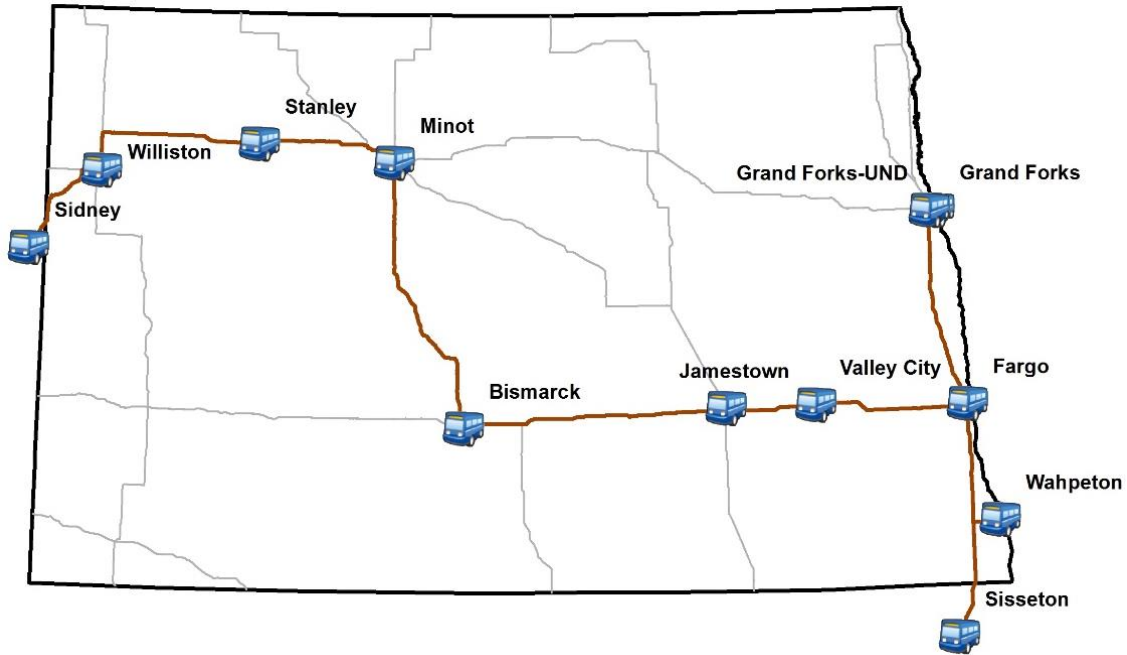 Stanley
Minot
Williston
Grand Forks-UND
Grand Forks
Sidney
Fargo
Valley City
Jamestown
Bismarck
Wahpeton
Sisseton